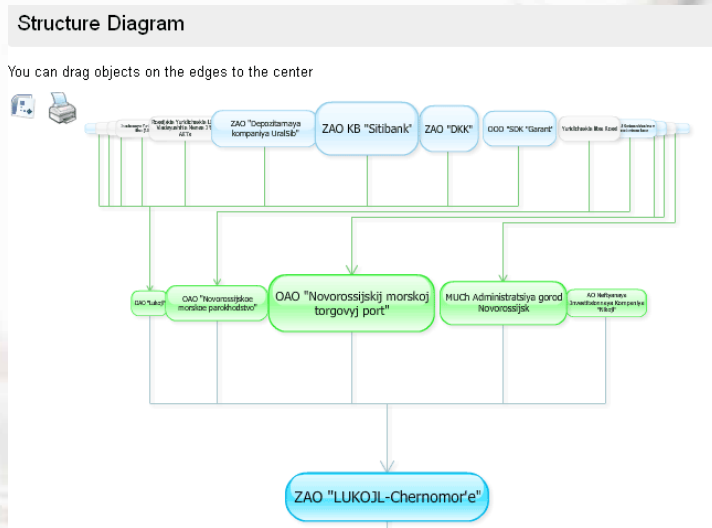 Structure Diagram
You can drag objects on the edges to the center
ZAO "Depozitarnaya
kompaniya UralSib"
ZAO KB "Sitibank"
ZAO "DKK"
OOO "SDK "Garant"
OAO "Lukojl"
OAO "Novorossijskoe
morskoe parokhodstvo"
OAO "Novorossijskij morskoj
torgovyj port"
MUCh Administratsiya gorod
Novorossijsk
AO Neftyanaya
Investitsionnaya Kompaniya
"Nikojl"
ZAO "LUKOJL-Chernomor'e"